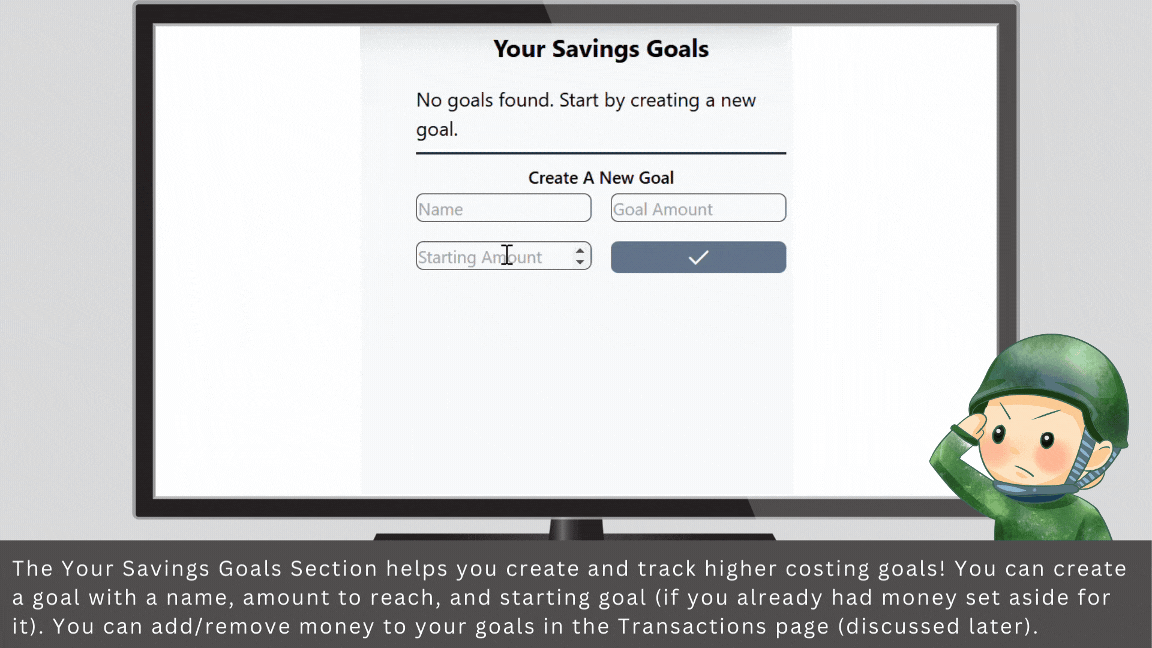 Your Savings Goals
No goals found. Start by creating a new
goal.
Create A New Goal
Name
Goal Amount
Starting Amount
The Your Savings Goals Section helps you create and track higher costing goals! You can create
a goal with a name, amount to reach, and starting goal (if you already had money set aside for
it). You can add/remove money to your goals in the Transactions page (discussed later).